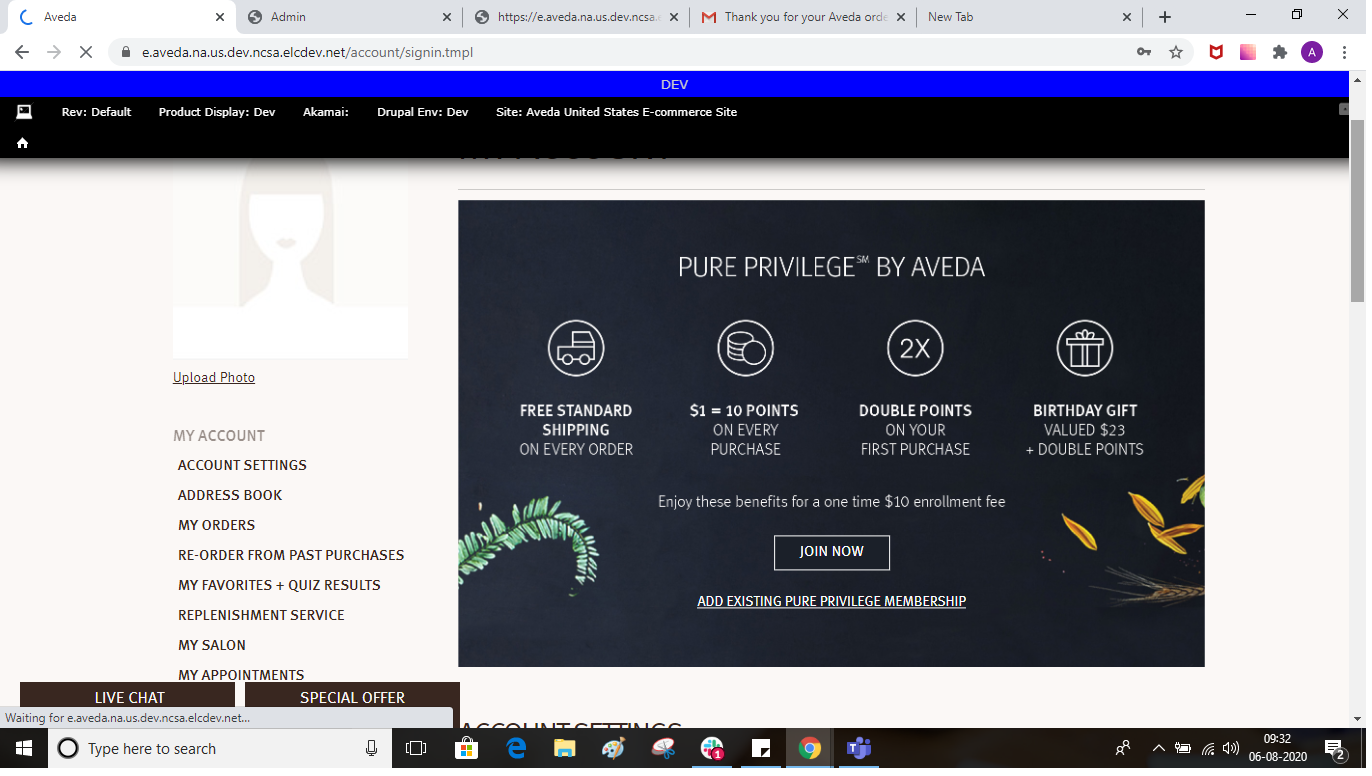 Aveda
Admin
https://e.aveda.na.us.dev.ncsa.e
Thank you for your Aveda orde
New Tab
e.aveda.na.us.dev.ncsa.elcdev.net/account/signin.tmpl
A
DEV
Rev: Default
Product Display: Dev
Akamai:
Drupal Env: Dev
Site: Aveda United States E-commerce Site
MY ACCOUNT
Upload Photo
MY ACCOUNT
ACCOUNT SETTINGS
ADDRESS BOOK
MY ORDERS
RE-ORDER FROM PAST PURCHASES
MY FAVORITES + QUIZ RESULTS
REPLENISHMENT SERVICE
MY SALON
MY APPOINTMENTS
PURE PRIVILEGE℠ BY AVEDA
2X
FREE STANDARD
SHIPPING
ON EVERY ORDER
$1 = 10 POINTS
ON EVERY
PURCHASE
DOUBLE POINTS
ON YOUR
FIRST PURCHASE
BIRTHDAY GIFT
VALUED $23
+ DOUBLE POINTS
Enjoy these benefits for a one time $10 enrollment fee
JOIN NOW
ADD EXISTING PURE PRIVILEGE MEMBERSHIP
LIVE CHAT
SPECIAL OFFER
ACCOUNT SETTINGS
Waiting for e.aveda.na.us.dev.ncsa.elcdev.net...
Type here to search
1
09:32
06-08-2020
2